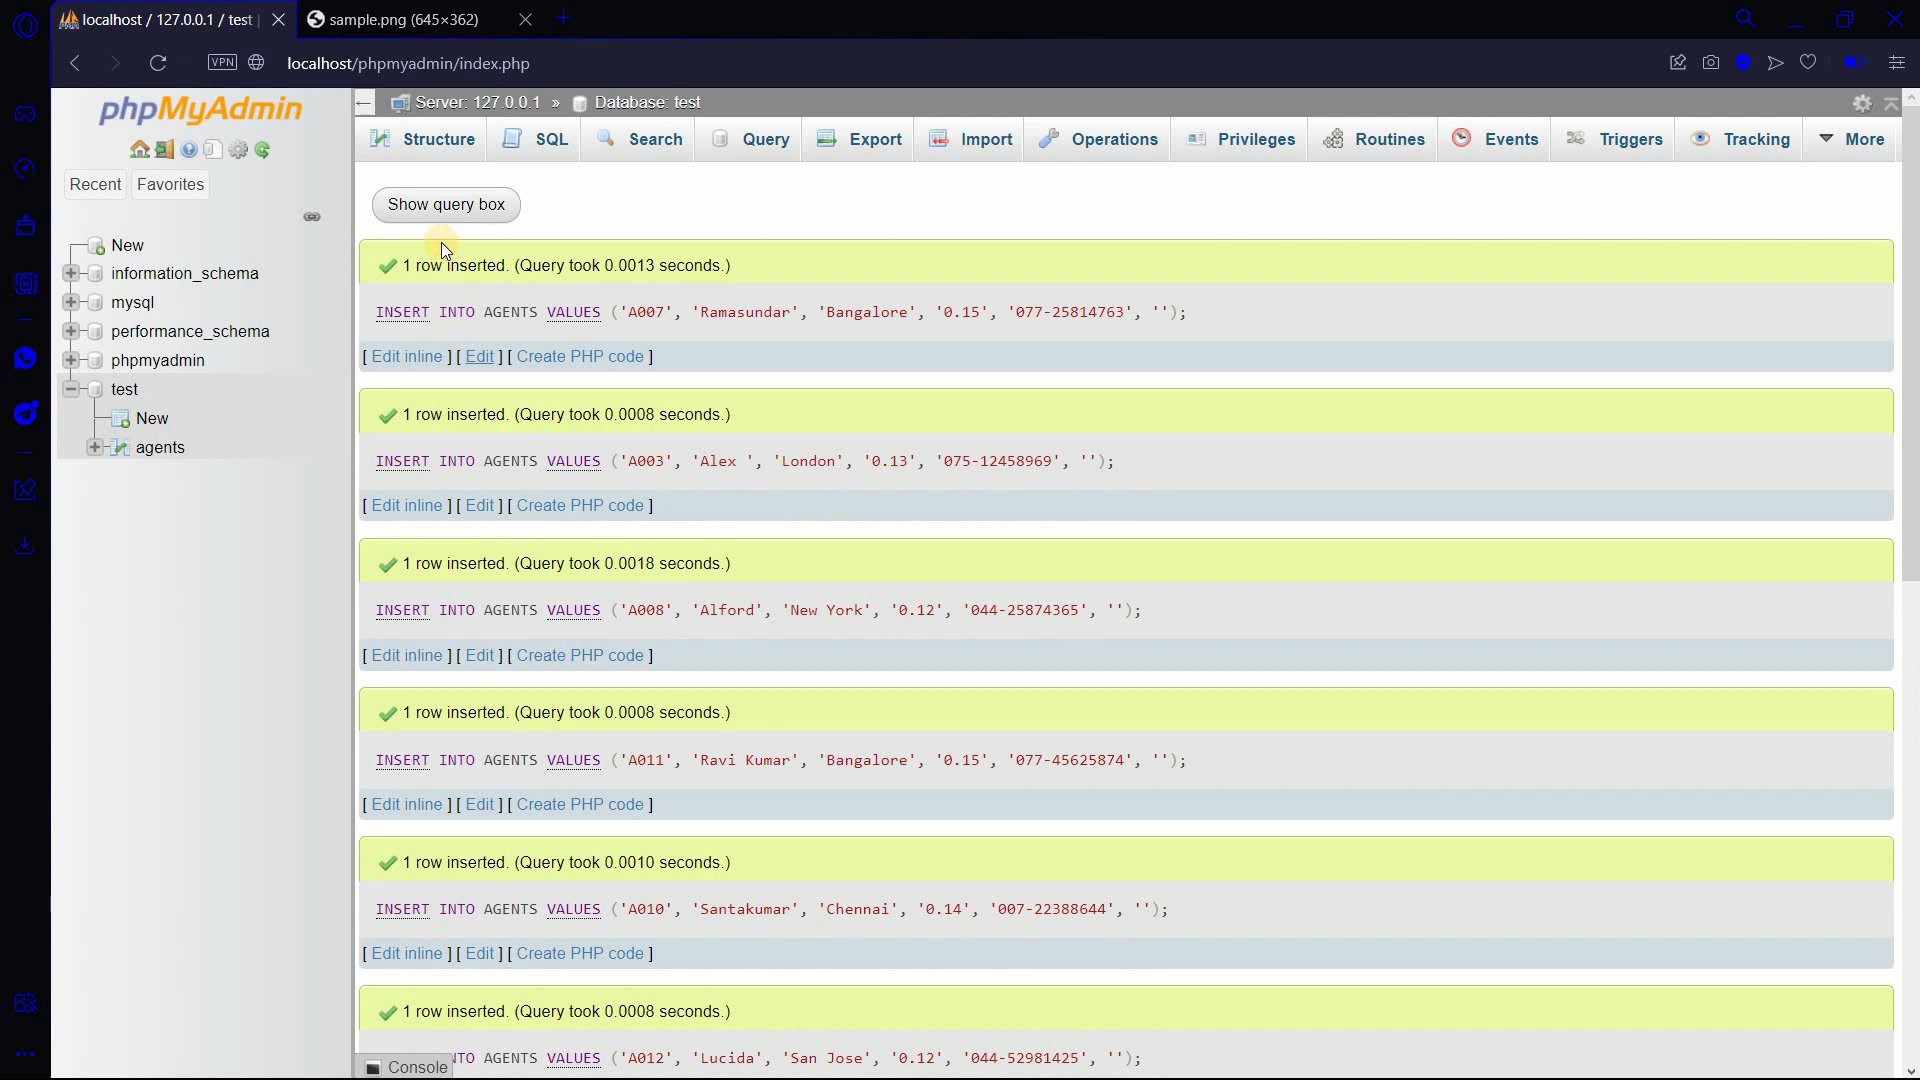 localhost / 127.0.0.1 / test
sample.png (645×362)
VPN
localhost/phpmyadmin/index.php
phpMyAdmin
Recent
Favorites
New
information_schema
mysql
performance_schema
phpmyadmin
test
New
agents
Server: 127.0.0.1 » Database: test
Structure SQL Search Query Export Import Operations Privileges Routines Events Triggers Tracking More
Show query box
1 row inserted. (Query took 0.0013 seconds.)
INSERT INTO AGENTS VALUES ('A007', 'Ramasundar', 'Bangalore', '0.15', '077-25814763', '');
[ Edit inline ] [ Edit ] [ Create PHP code ]
1 row inserted. (Query took 0.0008 seconds.)
INSERT INTO AGENTS VALUES ('A003', 'Alex ', 'London', '0.13', '075-12458969', '');
[ Edit inline ] [ Edit ] [ Create PHP code ]
1 row inserted. (Query took 0.0018 seconds.)
INSERT INTO AGENTS VALUES ('A008', 'Alford', 'New York', '0.12', '044-25874365', '');
[ Edit inline ] [ Edit ] [ Create PHP code ]
1 row inserted. (Query took 0.0008 seconds.)
INSERT INTO AGENTS VALUES ('A011', 'Ravi Kumar', 'Bangalore', '0.15', '077-45625874', '');
[ Edit inline ] [ Edit ] [ Create PHP code ]
1 row inserted. (Query took 0.0010 seconds.)
INSERT INTO AGENTS VALUES ('A010', 'Santakumar', 'Chennai', '0.14', '007-22388644', '');
[ Edit inline ] [ Edit ] [ Create PHP code ]
1 row inserted. (Query took 0.0008 seconds.)
NTO AGENTS VALUES ('A012', 'Lucida', 'San Jose', '0.12', '044-52981425', '');
Console